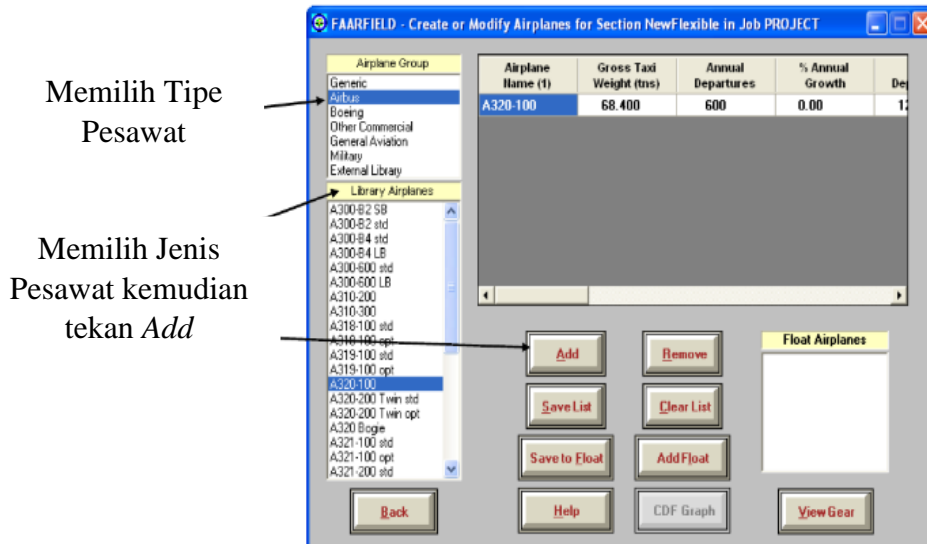 Memilih Tipe
Pesawat
Memilih Jenis
Pesawat kemudian
tekan Add
FAARFIELD - Create or Modify Airplanes for Section NewFlexible in Job PROJECT
Airplane Group
Generic
Airbus
Boeing
Other Commercial
General Aviation
Military
External Library
Library Airplanes
A300-B2 SB
A300-B2 std
A300-B4 std
A300-B4 LB
A300-600 std
A300-600 LB
A310-200
A310-300
A318-100 std
A318-100 opt
A319-100 std
A319-100 opt
A320-100
A320-200 Twin std
A320-200 Twin opt
A320 Bogie
A321-100 std
A321-100 opt
A321-200 std
Airplane Gross Taxi Annual % Annual
Name (1) Weight (tns) Departures Growth Dep
A320-100 68.400 600 0.00 12
Add
Remove
Save List
Clear List
Save to Float
Add Float
Help
CDF Graph
Back
Float Airplanes
View Gear